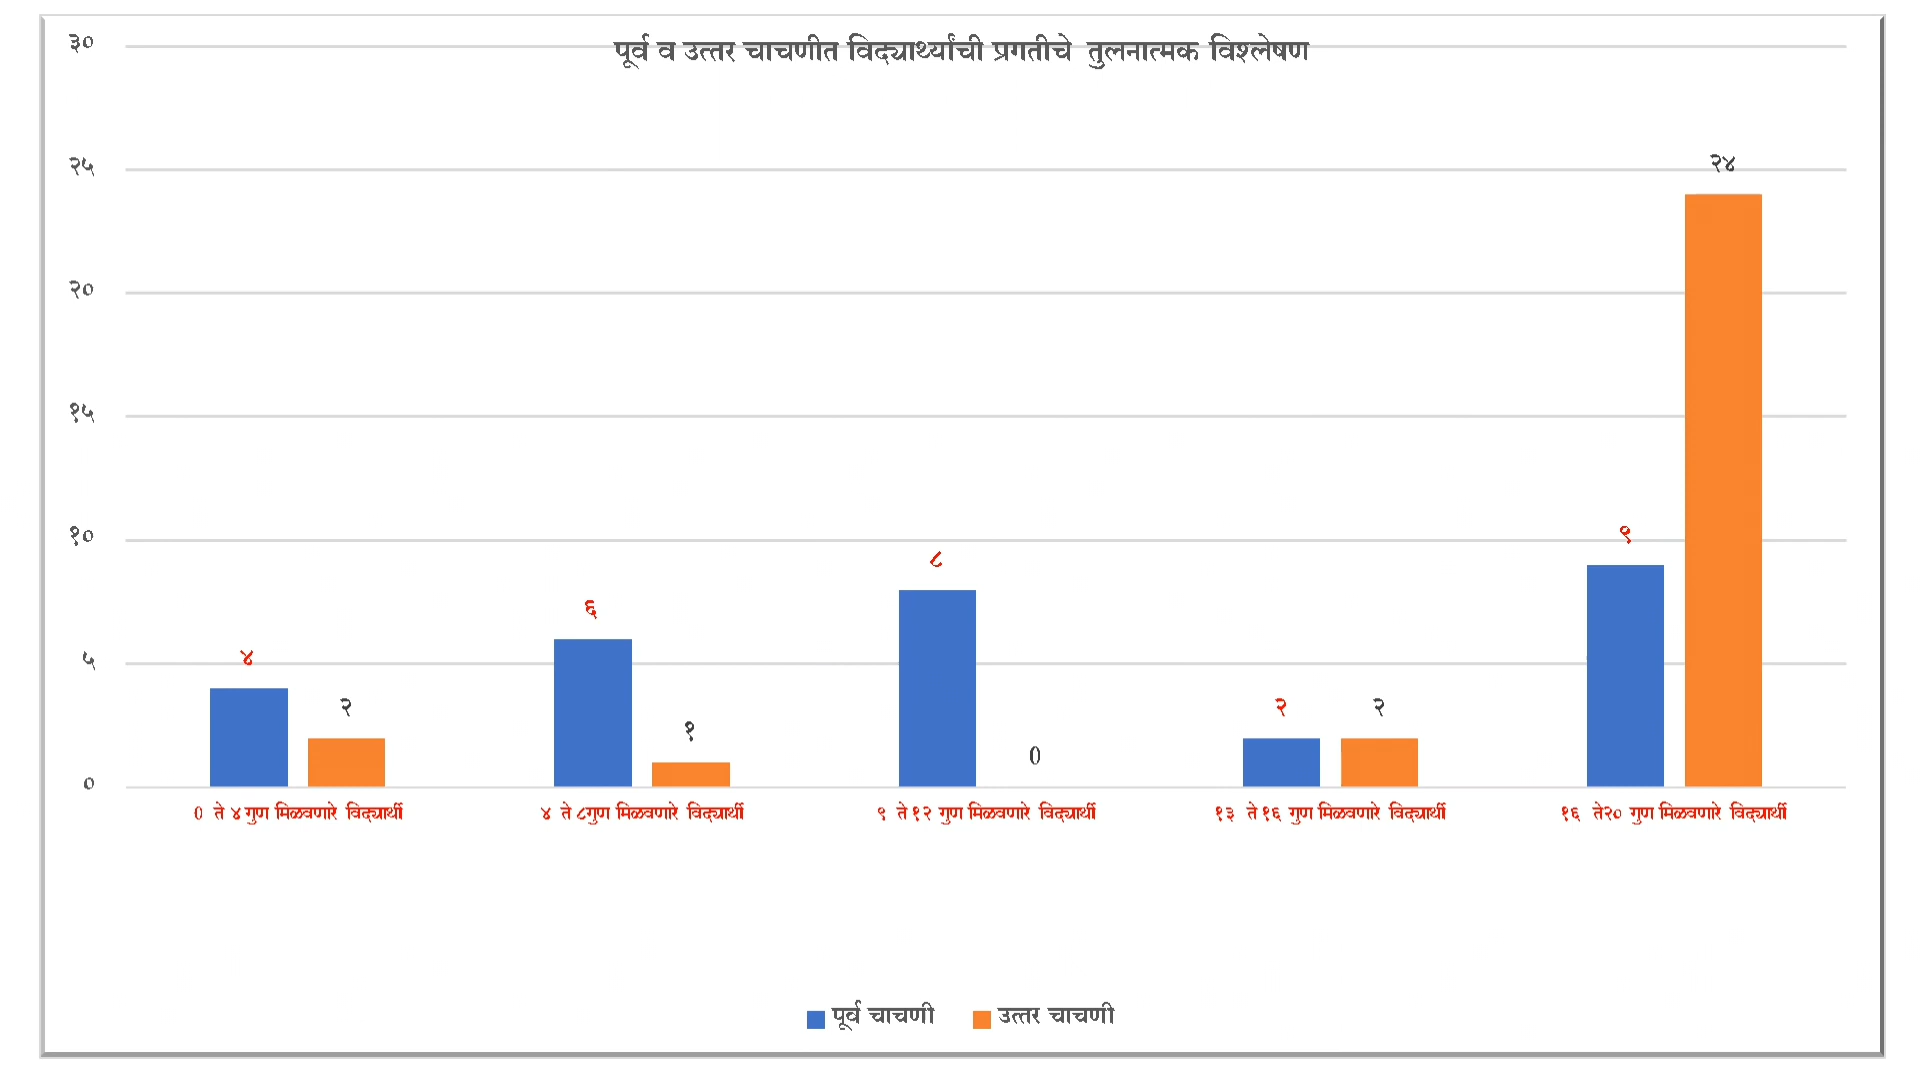 पूर्व व उत्तर चाचणीत विद्यार्थ्यांची प्रगतीचे तुलनात्मक विश्लेषण
३०
२५
२०
१५
१०
५
०
४
२
६
१
८
0
२
२
९
२४
0 ते ४ गुण मिळवणारे विद्यार्थी
४ ते ८गुण मिळवणारे विद्यार्थी
९ ते १२ गुण मिळवणारे विद्यार्थी
१३ ते १६ गुण मिळवणारे विद्यार्थी
१६ ते२० गुण मिळवणारे विद्यार्थी
पूर्व चाचणी
उत्तर चाचणी